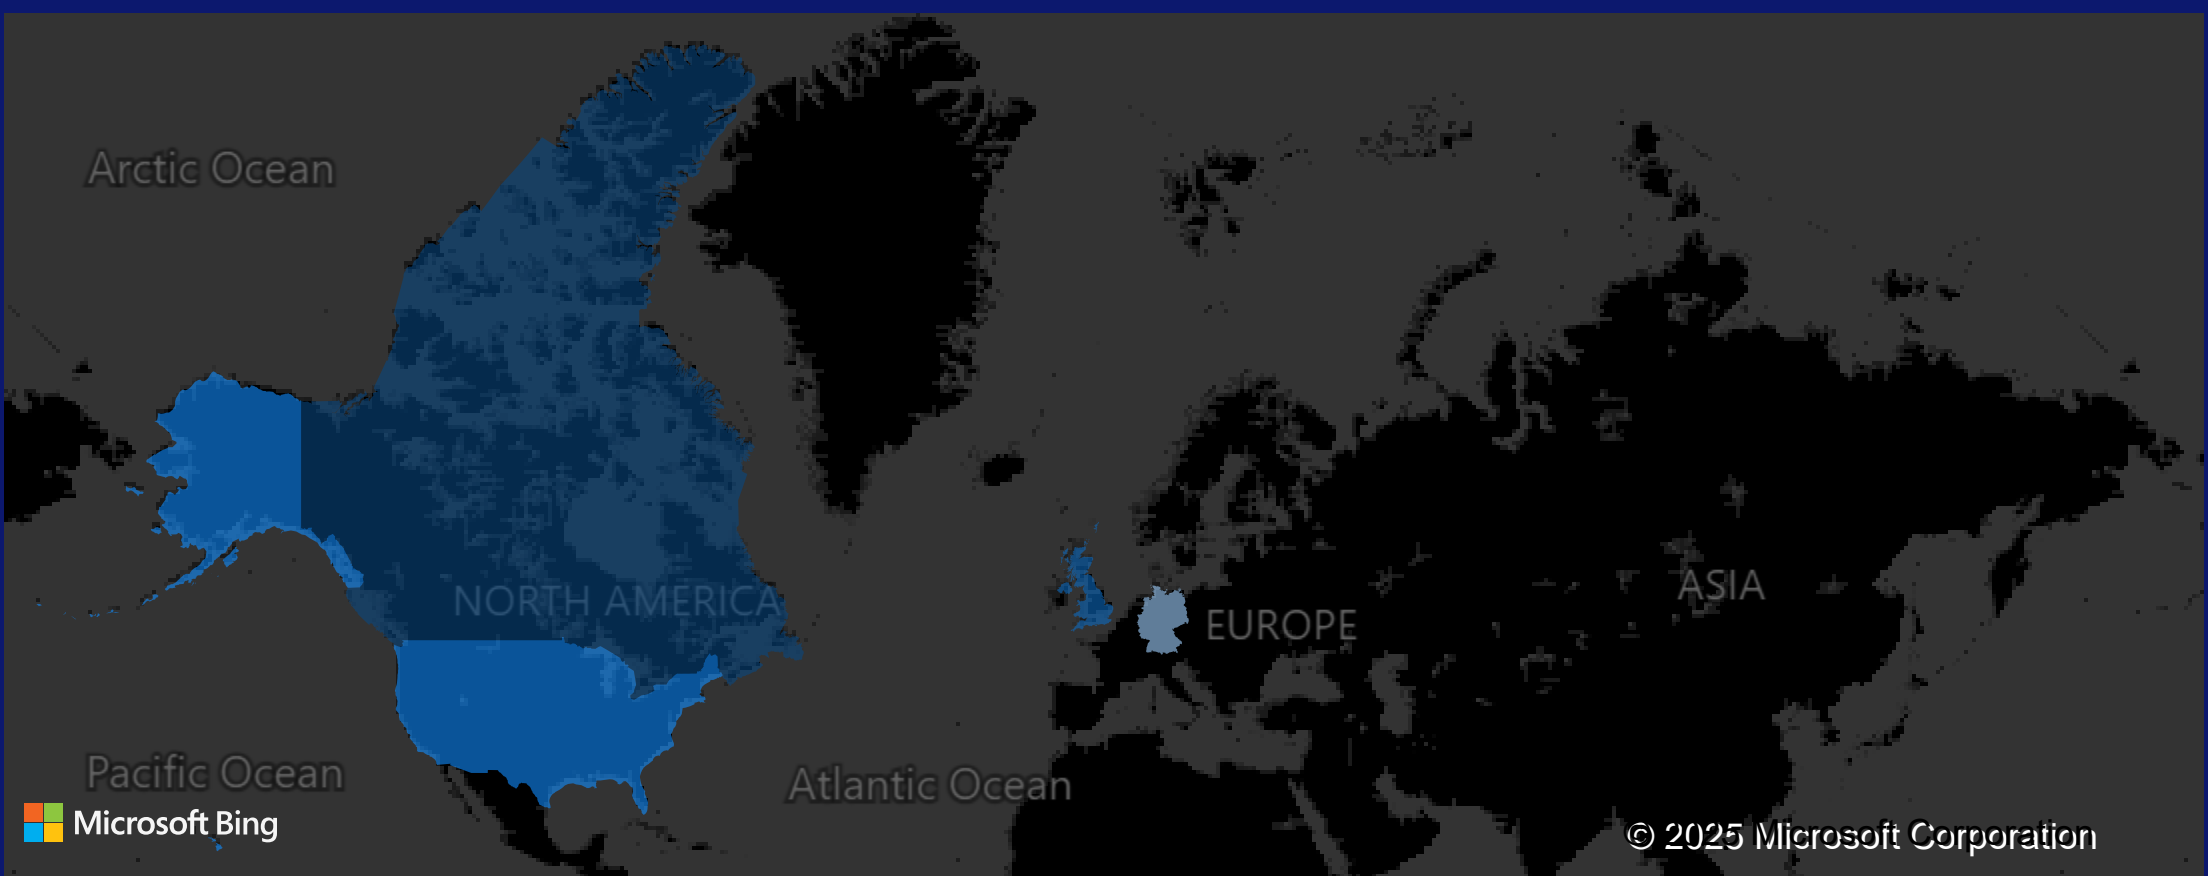 Arctic Ocean
NORTH AMERICA
ASIA
EUROPE
Pacific Ocean
Atlantic Ocean
Microsoft Bing
© 2025 Microsoft Corporation